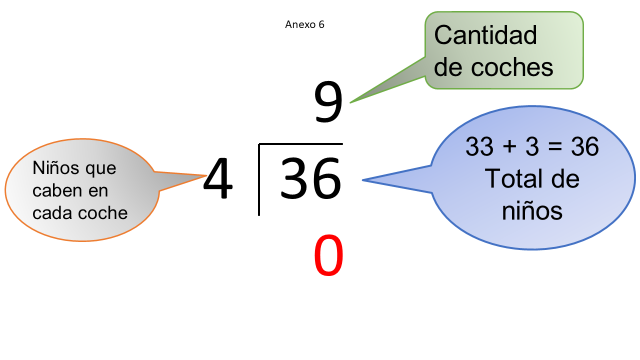 Anexo 6
Cantidad
de coches
9
33 + 3 = 36
Total de
niños
Niños que
caben en
cada coche
4 36
0